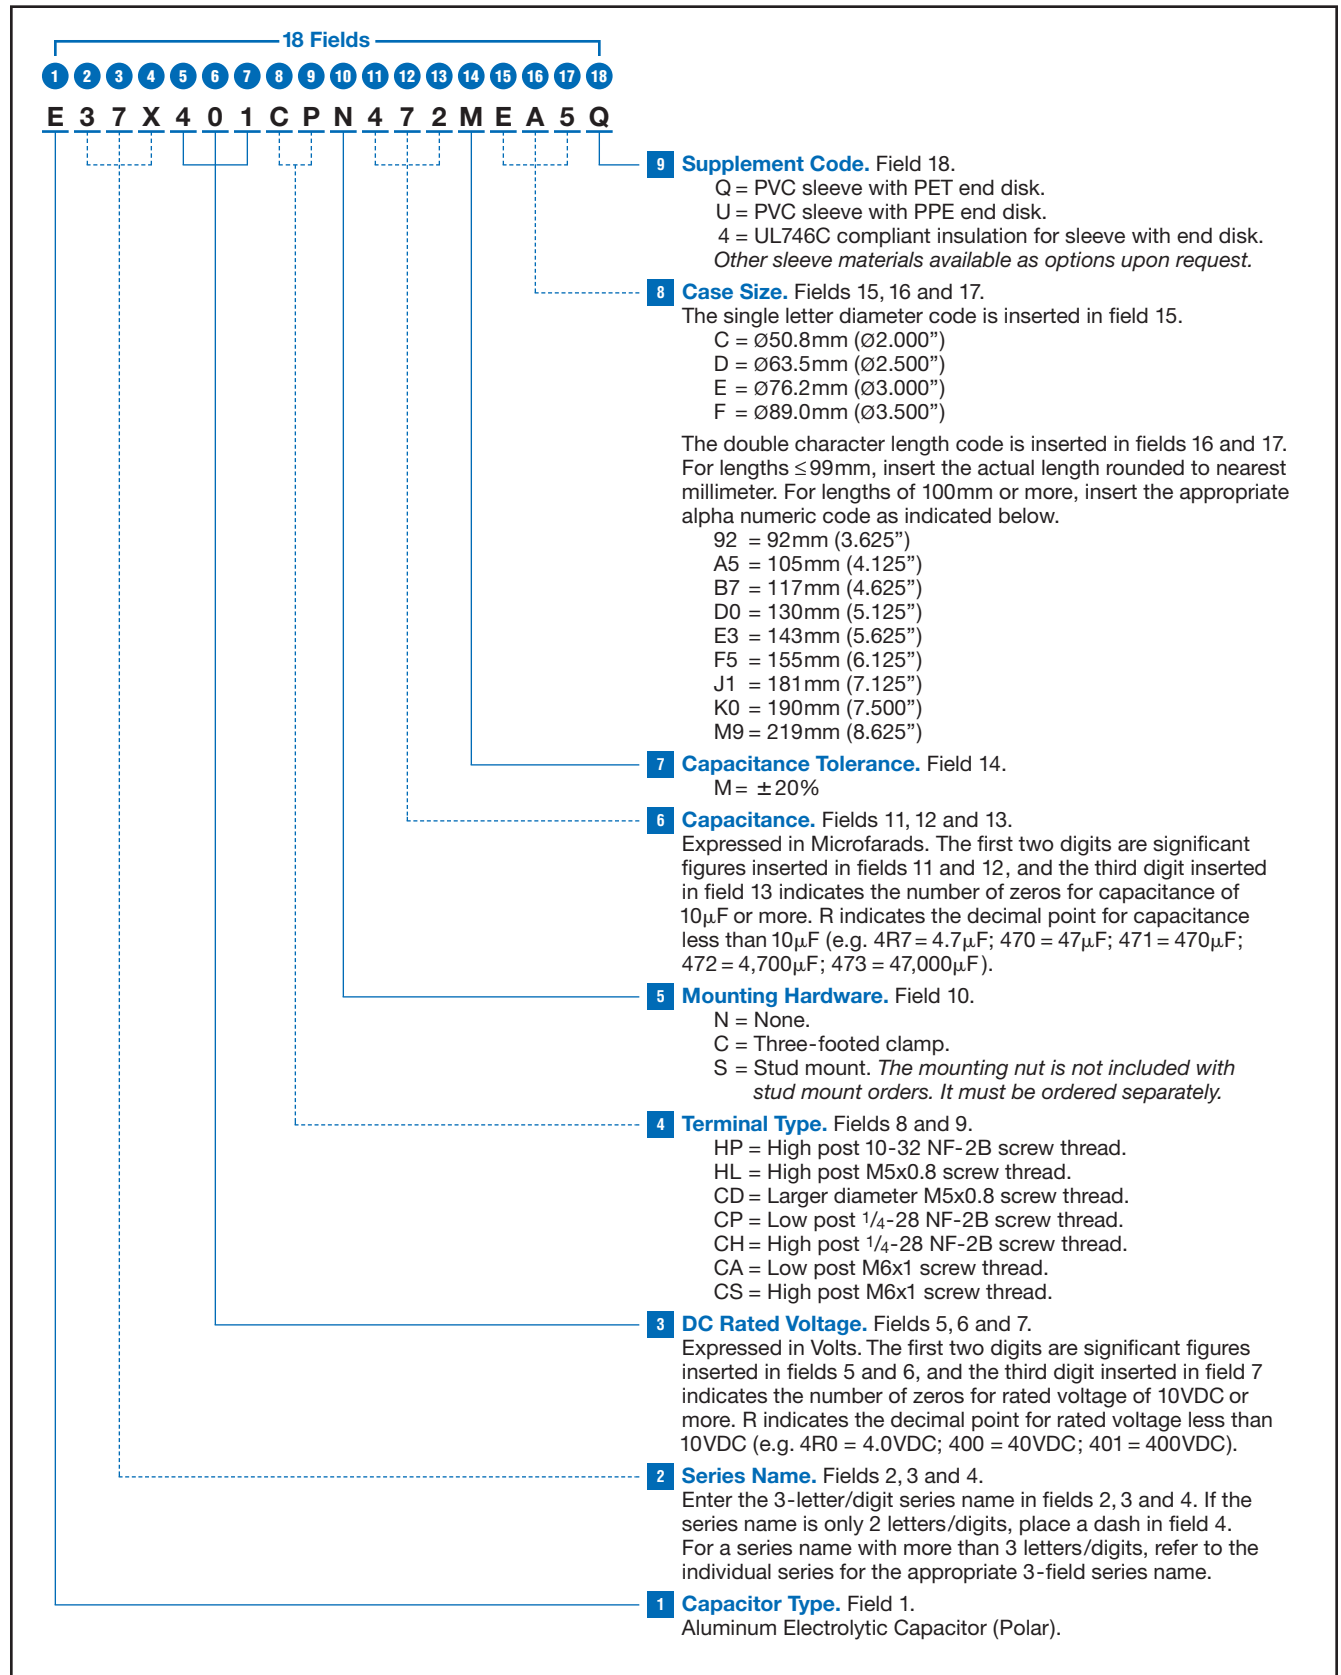 18 Fields
1 2 3 4 5 6 7 8 9 10 11 12 13 14 15 16 17 18
E 3 7 X 4 0 1 C P N 4 7 2 M E A 5 Q
9 Supplement Code. Field 18.
Q = PVC sleeve with PET end disk.
U = PVC sleeve with PPE end disk.
4 = UL746C compliant insulation for sleeve with end disk.
Other sleeve materials available as options upon request.
8 Case Size. Fields 15, 16 and 17.
The single letter diameter code is inserted in field 15.
C = Ø50.8mm (Ø2.000”)
D = Ø63.5mm (Ø2.500”)
E = Ø76.2mm (Ø3.000”)
F = Ø89.0mm (Ø3.500”)
The double character length code is inserted in fields 16 and 17.
For lengths ≤99mm, insert the actual length rounded to nearest
millimeter. For lengths of 100mm or more, insert the appropriate
alpha numeric code as indicated below.
92 = 92mm (3.625”)
A5 = 105mm (4.125”)
B7 = 117mm (4.625”)
D0 = 130mm (5.125”)
E3 = 143mm (5.625”)
F5 = 155mm (6.125”)
J1 = 181mm (7.125”)
K0 = 190mm (7.500”)
M9 = 219mm (8.625”)
7 Capacitance Tolerance. Field 14.
M = ±20%
6 Capacitance. Fields 11, 12 and 13.
Expressed in Microfarads. The first two digits are significant
figures inserted in fields 11 and 12, and the third digit inserted
in field 13 indicates the number of zeros for capacitance of
10µF or more. R indicates the decimal point for capacitance
less than 10µF (e.g. 4R7 = 4.7µF; 470 = 47µF; 471 = 470µF;
472 = 4,700µF; 473 = 47,000µF).
5 Mounting Hardware. Field 10.
N = None.
C = Three-footed clamp.
S = Stud mount. The mounting nut is not included with
stud mount orders. It must be ordered separately.
4 Terminal Type. Fields 8 and 9.
HP = High post 10-32 NF-2B screw thread.
HL = High post M5x0.8 screw thread.
CD = Larger diameter M5x0.8 screw thread.
CP = Low post 1/4-28 NF-2B screw thread.
CH = High post 1/4-28 NF-2B screw thread.
CA = Low post M6x1 screw thread.
CS = High post M6x1 screw thread.
3 DC Rated Voltage. Fields 5, 6 and 7.
Expressed in Volts. The first two digits are significant figures
inserted in fields 5 and 6, and the third digit inserted in field 7
indicates the number of zeros for rated voltage of 10VDC or
more. R indicates the decimal point for rated voltage less than
10VDC (e.g. 4R0 = 4.0VDC; 400 = 40VDC; 401 = 400VDC).
2 Series Name. Fields 2, 3 and 4.
Enter the 3-letter/digit series name in fields 2, 3 and 4. If the
series name is only 2 letters/digits, place a dash in field 4.
For a series name with more than 3 letters/digits, refer to the
individual series for the appropriate 3-field series name.
1 Capacitor Type. Field 1.
Aluminum Electrolytic Capacitor (Polar).